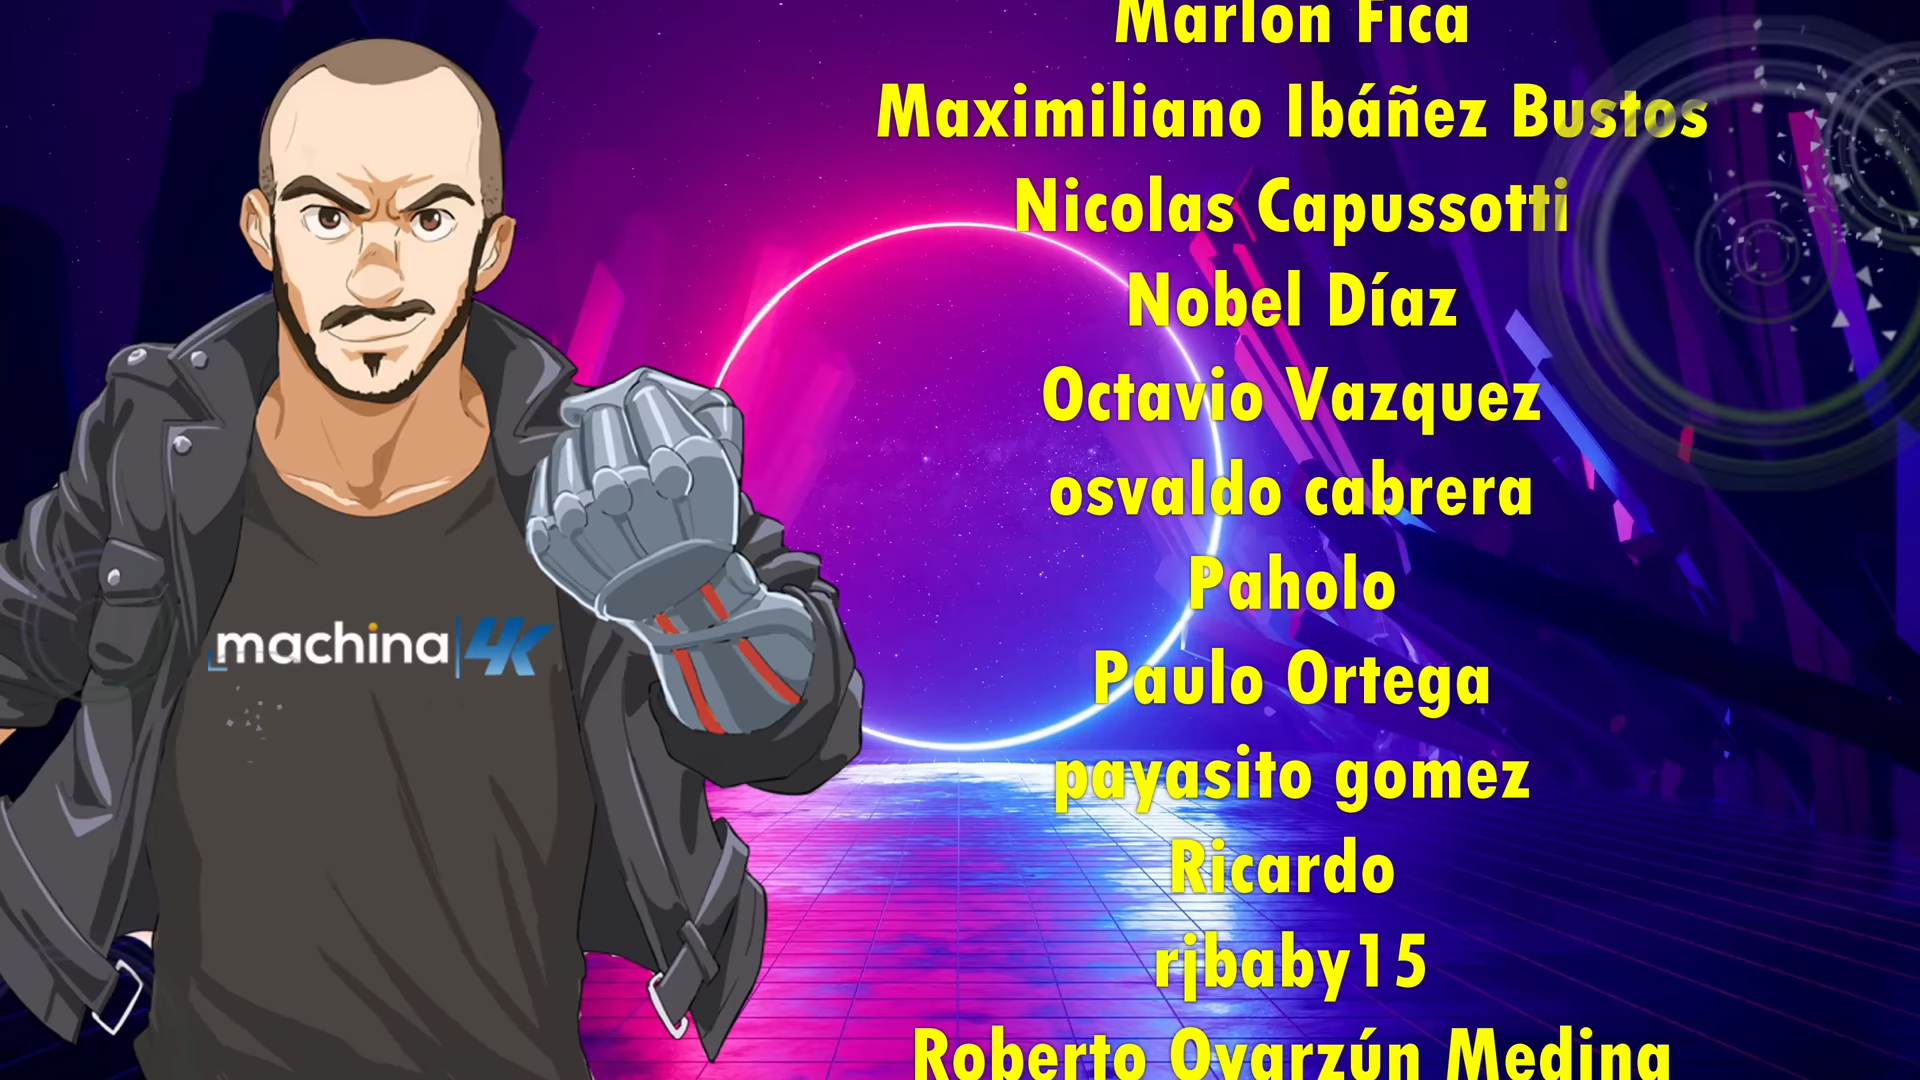 Marlon Fica
Maximiliano Ibáñez Bustos
Nicolas Capussotti
Nobel Díaz
Octavio Vazquez
osvaldo cabrera
Paholo
Paulo Ortega
payasito gomez
Ricardo
rjbaby15
Roberto Oyarzún Medina
machina|4K